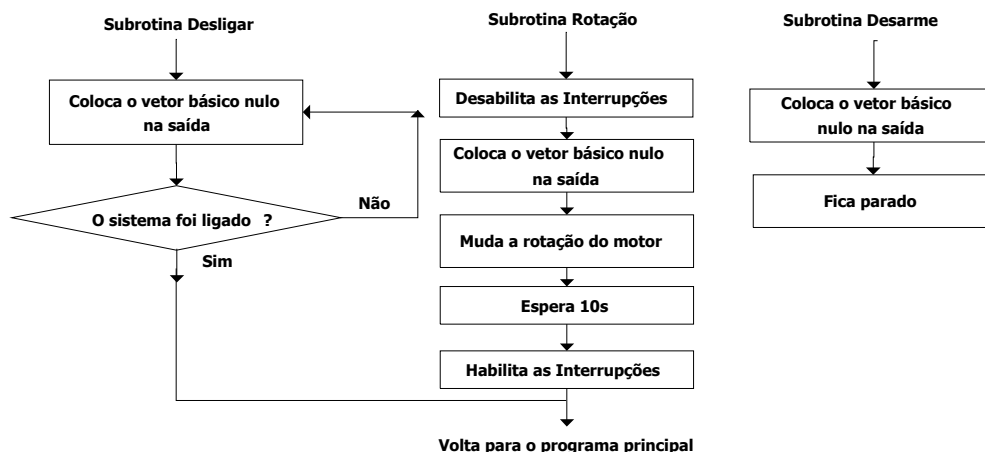 Subrotina Desligar
Coloca o vetor básico nulo
na saída
O sistema foi ligado ?
Não
Sim
Subrotina Rotação
Desabilita as Interrupções
Coloca o vetor básico nulo
na saída
Muda a rotação do motor
Espera 10s
Habilita as Interrupções
Volta para o programa principal
Subrotina Desarme
Coloca o vetor básico
nulo na saída
Fica parado